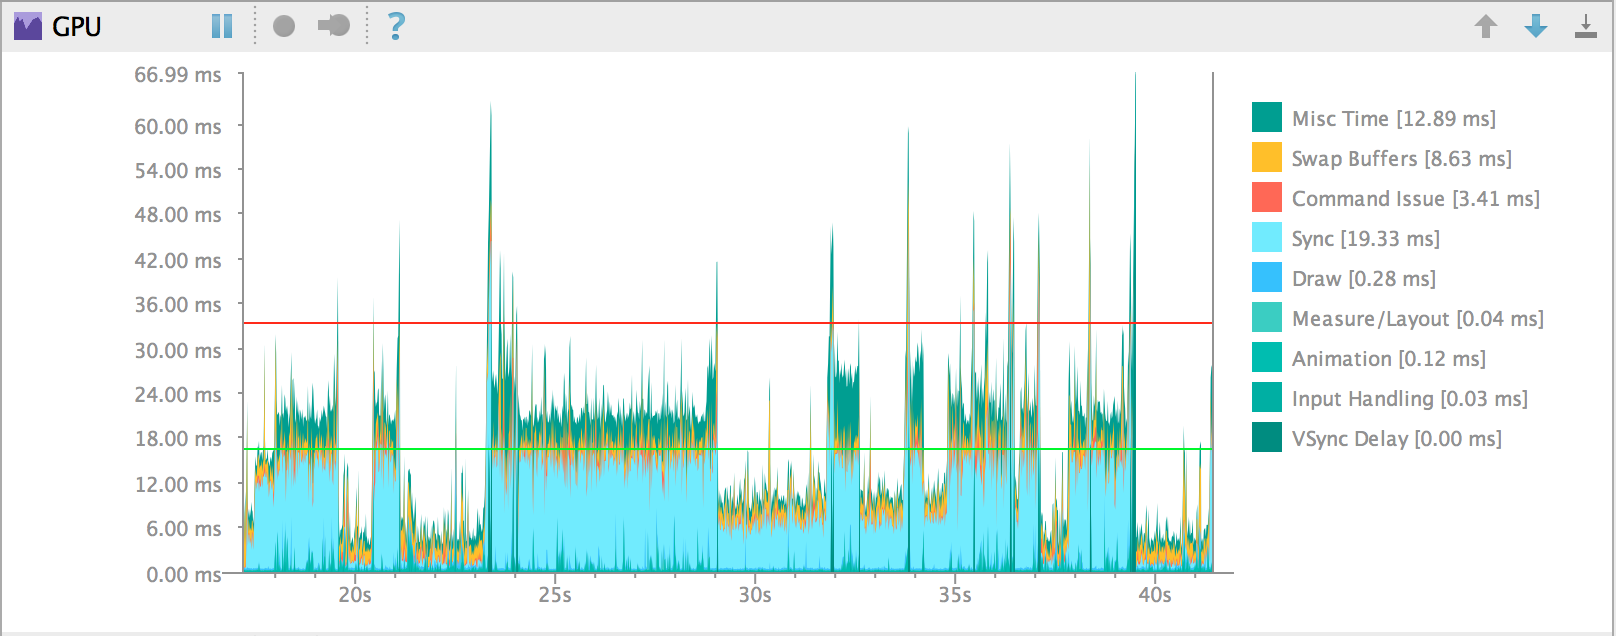 GPU
?
66.99 ms
60.00 ms
54.00 ms
48.00 ms
42.00 ms
36.00 ms
30.00 ms
24.00 ms
18.00 ms
12.00 ms
6.00 ms
0.00 ms
20s 25s 30s 35s 40s
Misc Time [12.89 ms]
Swap Buffers [8.63 ms]
Command Issue [3.41 ms]
Sync [19.33 ms]
Draw [0.28 ms]
Measure/Layout [0.04 ms]
Animation [0.12 ms]
Input Handling [0.03 ms]
VSync Delay [0.00 ms]